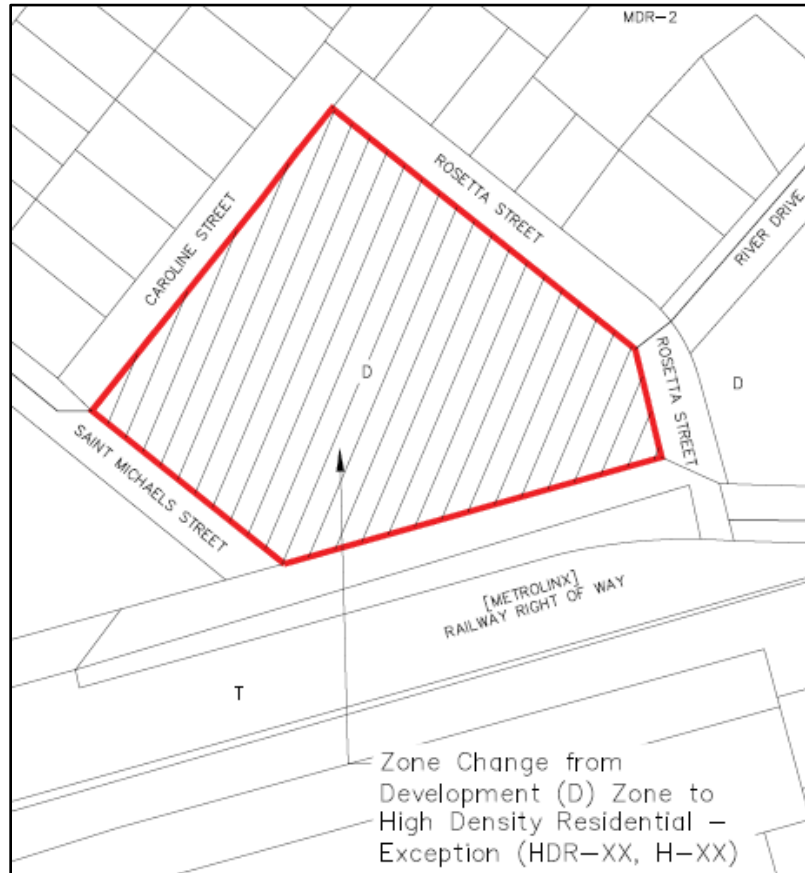 MDR-2
ROSETTA STREET
CAROLINE STREET
RIVER DRIVE
ROSETTA STREET
D
D
SAINT MICHAELS STREET
[METROLINX]
RAILWAY RIGHT OF WAY
T
Zone Change from
Development (D) Zone to
High Density Residential –
Exception (HDR-XX, H-XX)